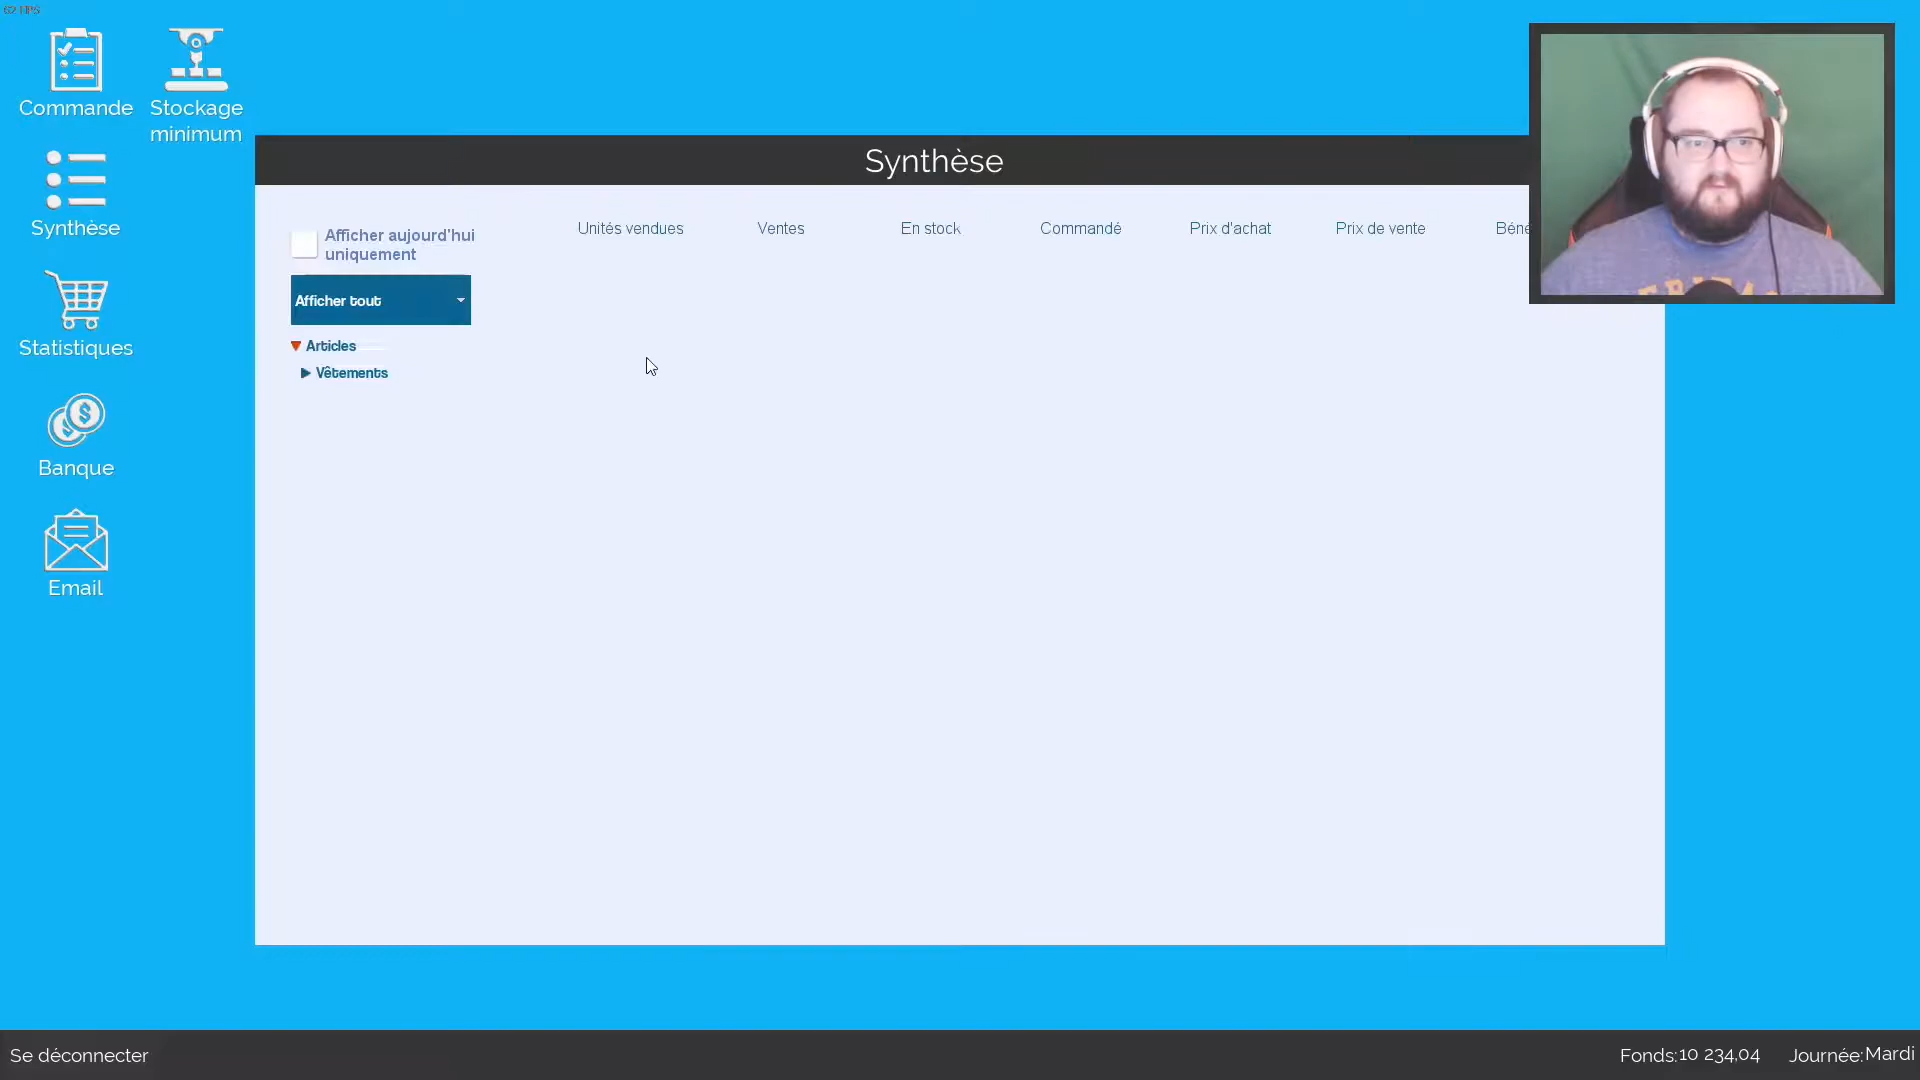 Commande
Stockage
minimum
Synthèse
Statistiques
Banque
Email
Synthèse
Afficher aujourd'hui
uniquement
Unités vendues
Ventes
En stock
Commandé
Prix d'achat
Prix de vente
Béné
Afficher tout
Articles
Vêtements
Se déconnecter
Fonds: 10 234,04
Journée: Mardi